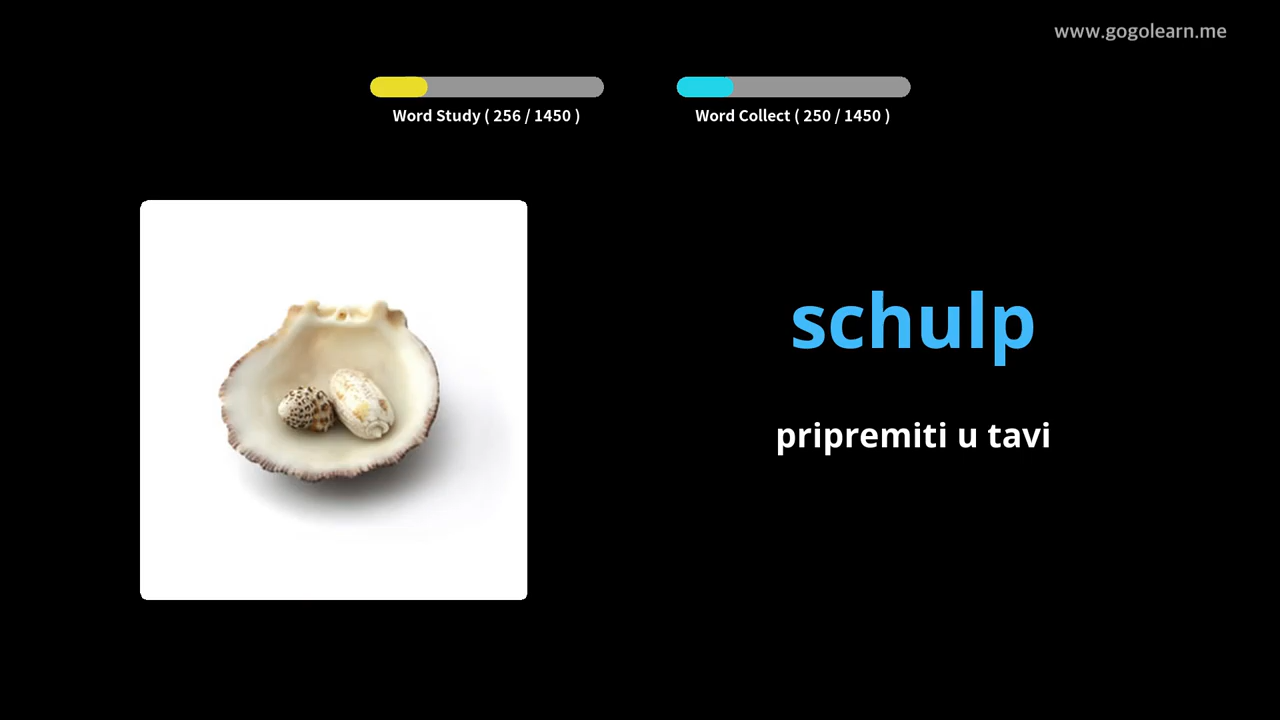 www.gogolearn.me
Word Study ( 256 / 1450 )
Word Collect ( 250 / 1450 )
schulp
pripremiti u tavi